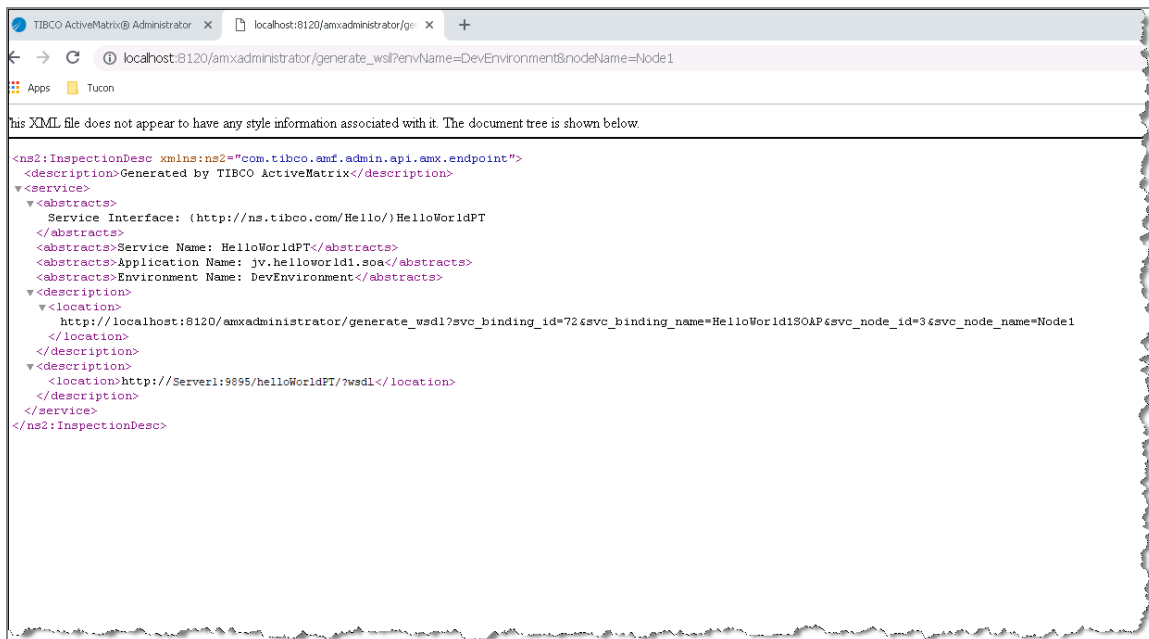 TIBCO ActiveMatrix® Administrator
localhost:8120/amxadministrator/ge
localhost:8120/amxadministrator/generate_wsil?envName=DevEnvironment&nodeName=Node1
Apps Tucon
his XML file does not appear to have any style information associated with it. The document tree is shown below.
<ns2:InspectionDesc xmlns:ns2="com.tibco.amf.admin.api.amx.endpoint">
<description>Generated by TIBCO ActiveMatrix</description>
▼<service>
▼<abstracts>
Service Interface: {http://ns.tibco.com/Hello/}HelloWorldPT
</abstracts>
<abstracts>Service Name: HelloWorldPT</abstracts>
<abstracts>Application Name: jv.helloworld1.soa</abstracts>
<abstracts>Environment Name: DevEnvironment</abstracts>
▼<description>
▼<location>
http://localhost:8120/amxadministrator/generate_wsdl?svc_binding_id=72&svc_binding_name=HelloWorld1SOAP&svc_node_id=3&svc_node_name=Node1
</location>
</description>
▼<description>
<location>http://Server1:9895/helloWorldPT/?wsdl</location>
</description>
</service>
</ns2:InspectionDesc>